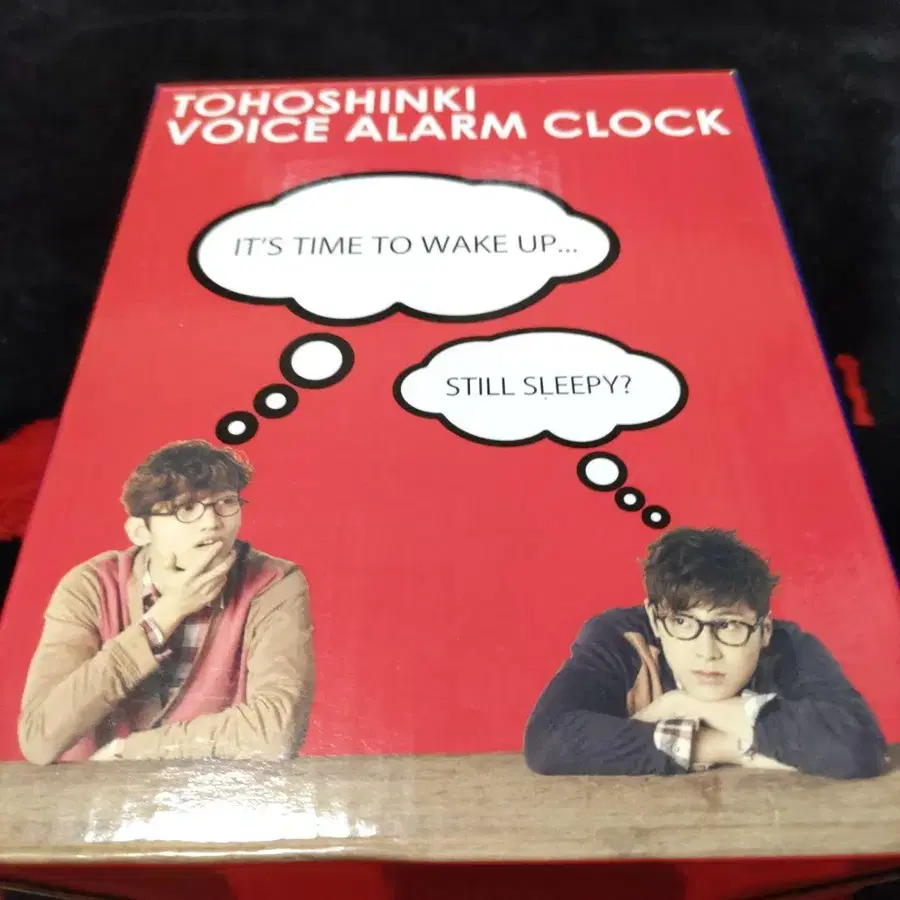 TOHOSHINKI
VOICE ALARM CLOCK
IT'S TIME TO WAKE UP...
STILL SLEEPY?